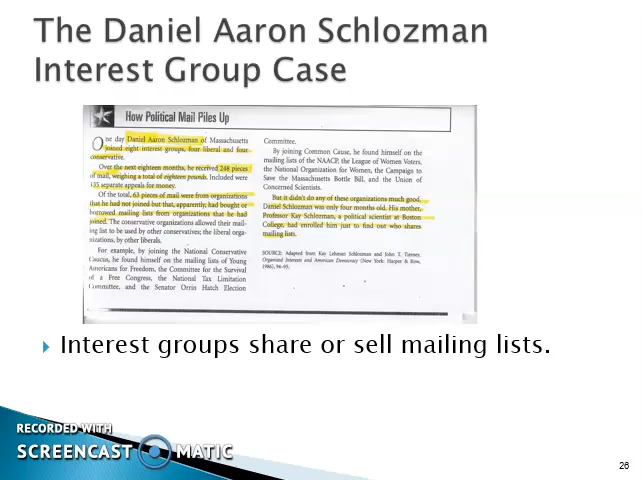 The Daniel Aaron Schlozman
Interest Group Case
How Political Mail Piles Up
One day Daniel Aaron Schlozman of Massachusetts
joined eight interest groups, four liberal and four
conservative.
Over the next eighteen months, he received 248 pieces
of mail, weighing a total of eighteen pounds. Included were
135 separate appeals for money.
Of the total, 63 pieces of mail were from organizations
that he had not joined but that, apparently, had bought or
borrowed mailing lists from organizations that he had
joined. The conservative organizations allowed their mail-
ing list to be used by other conservatives; the liberal orga-
nizations, by other liberals.
For example, by joining the National Conservative
Caucus, he found himself on the mailing lists of Young
Americans for Freedom, the Committee for the Survival
of a Free Congress, the National Tax Limitation
Committee, and the Senator Orrin Hatch Election
Committee.
By joining Common Cause, he found himself on the
mailing lists of the NAACP, the League of Women Voters,
the National Organization for Women, the Campaign to
Save the Massachusetts Bottle Bill, and the Union of
Concerned Scientists.
But it didn't do any of these organizations much good.
Daniel Schlozman was only four months old. His mother,
Professor Kay Schlozman, a political scientist at Boston
College, had enrolled him just to find out who shares
mailing lists.
SOURCE: Adapted from Kay Lehman Schlozman and John T. Tierney,
Organized Interests and American Democracy (New York: Harper & Row,
1986), 94-95.
Interest groups share or sell mailing lists.
RECORDED WITH
SCREENCAST MATIC
26